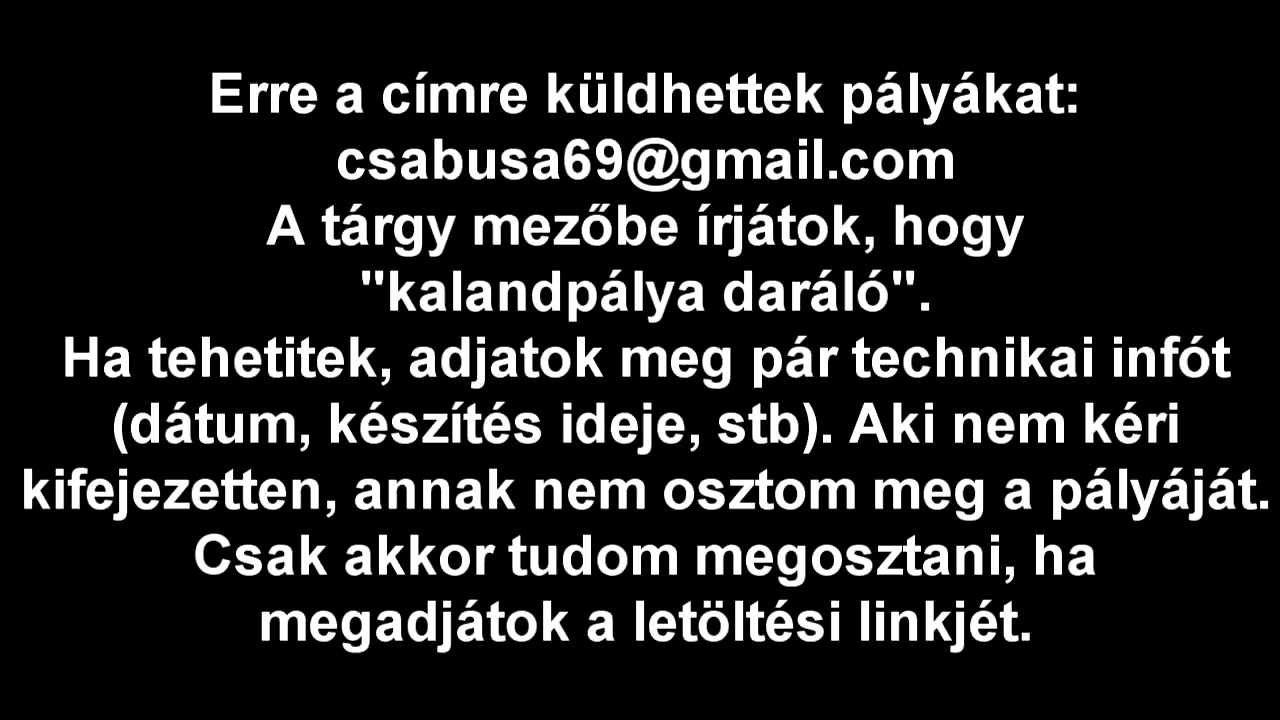 Erre a címre küldhettek pályákat:
csabusa69@gmail.com
A tárgy mezőbe írjátok, hogy
"kalandpálya daráló".
Ha tehetitek, adjatok meg pár technikai infót
(dátum, készítés ideje, stb). Aki nem kéri
kifejezetten, annak nem osztom meg a pályáját.
Csak akkor tudom megosztani, ha
megadjátok a letöltési linkjét.